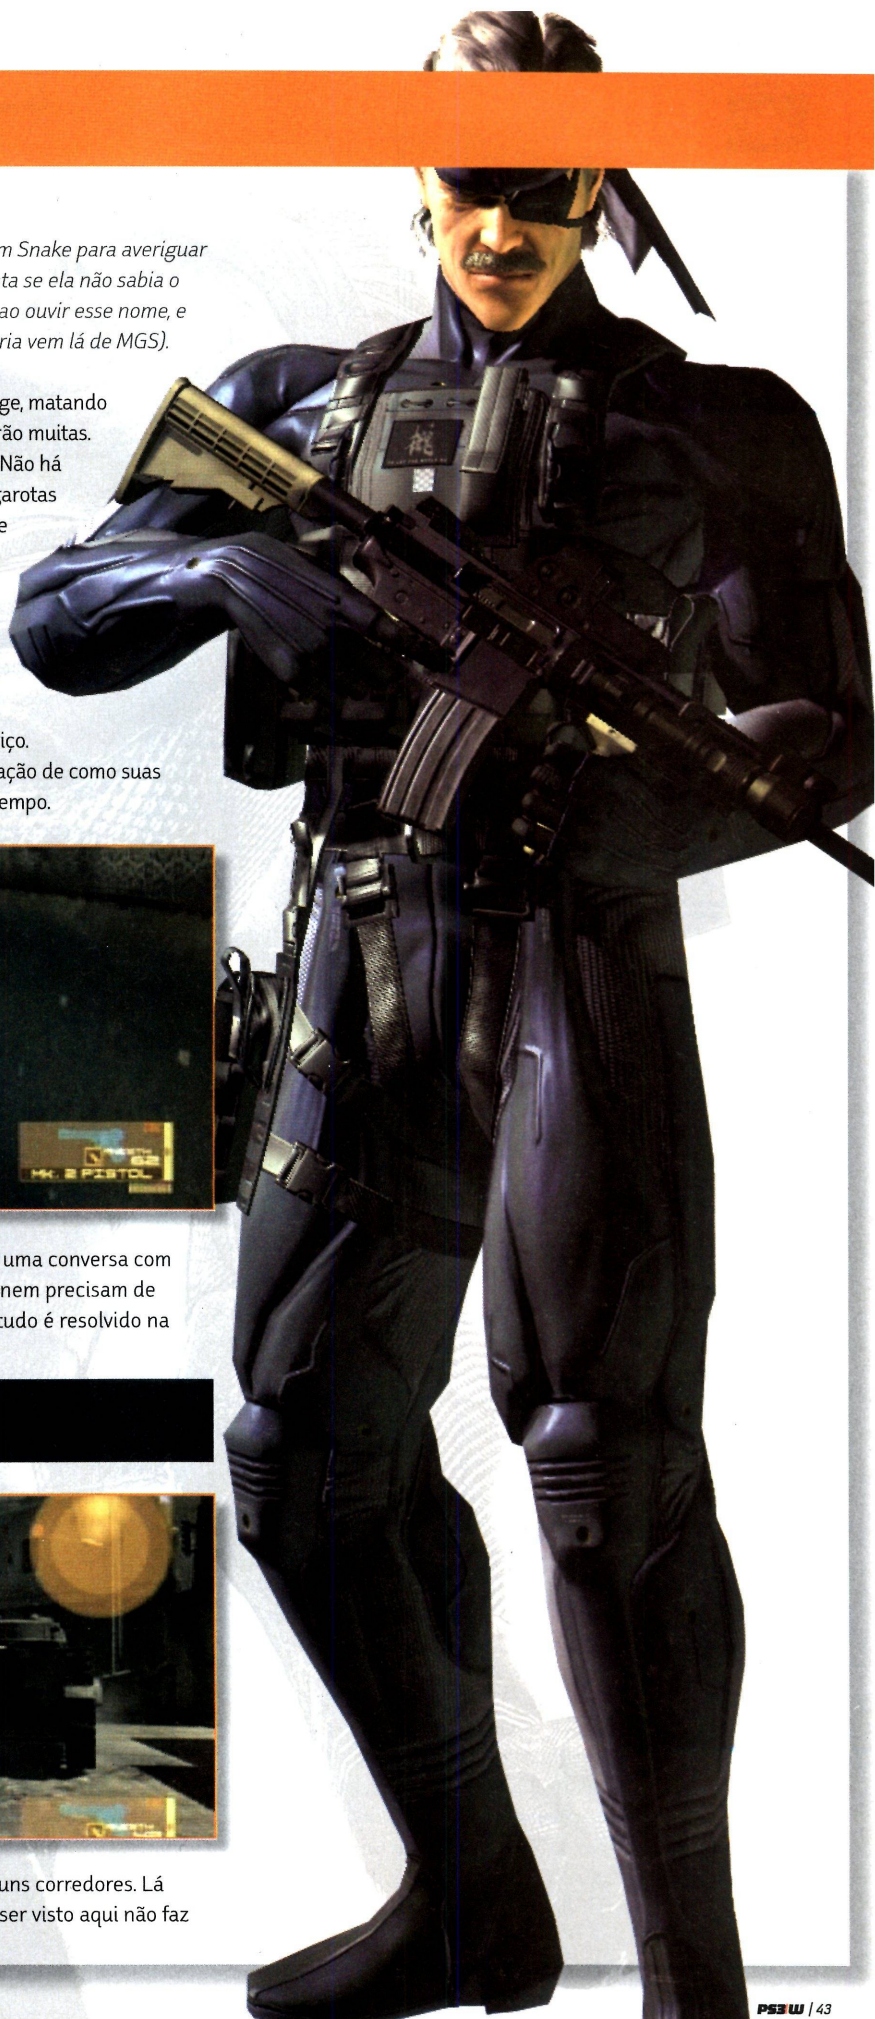 m Snake para averiguar
ta se ela não sabia o
ao ouvir esse nome, e
ria vem lá de MGS).
ge, matando
rão muitas.
Não há
garotas
e
iço.
ação de como suas
empo.
62
MK. 2 PISTOL
uma conversa com
nem precisam de
tudo é resolvido na
uns corredores. Lá
ser visto aqui não faz
PS3W | 43